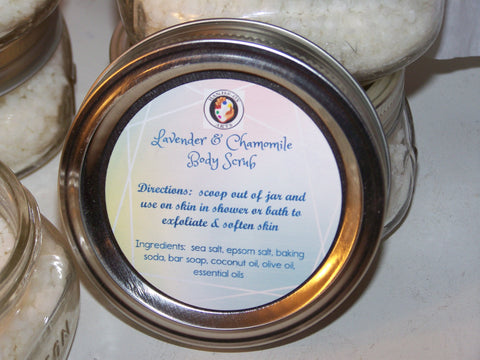 ARTS
Lavender & Chamomile
Body Scrub
Directions: scoop out of jar and
use on skin in shower or bath to
exfoliate & soften skin
Ingredients: sea salt, epsom salt, baking
soda, bar soap, coconut oil, olive oil,
essential oils